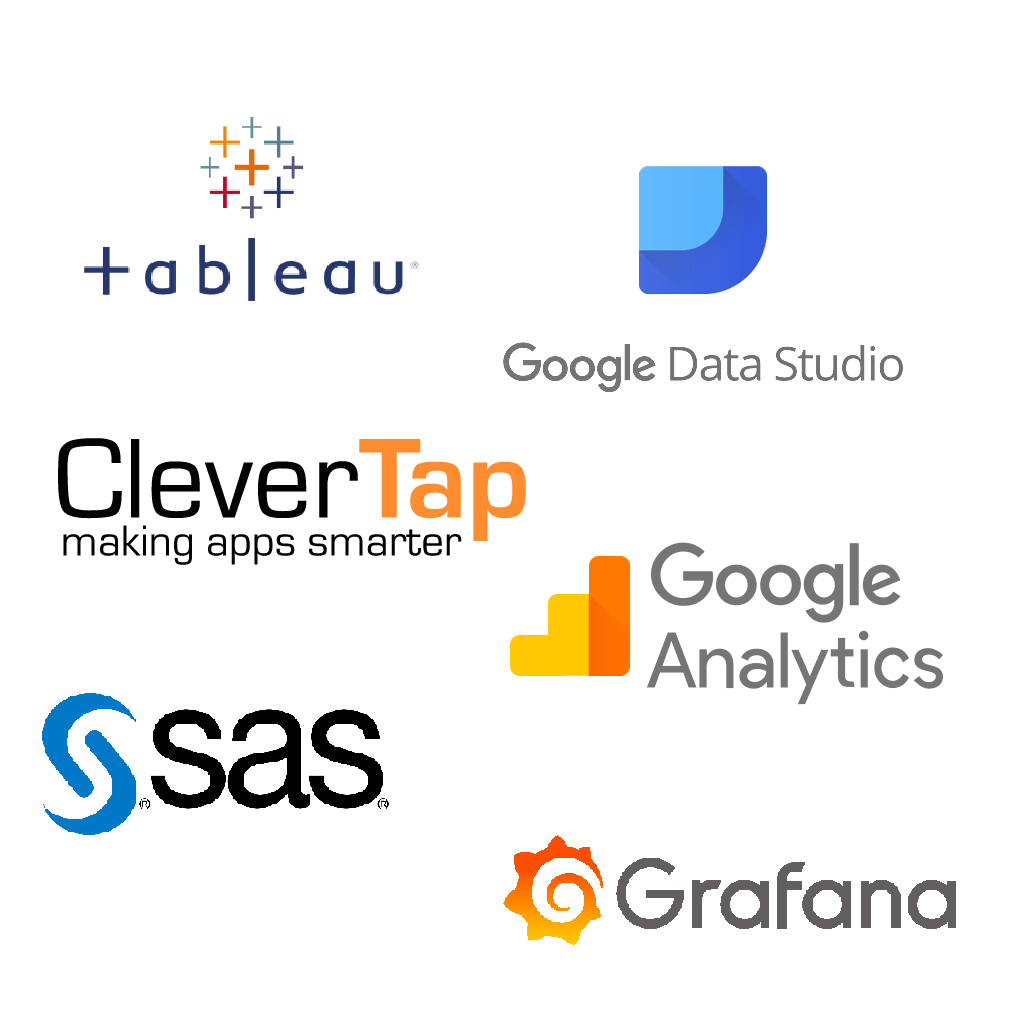 tableau®
Google Data Studio
CleverTap
making apps smarter
Google
Analytics
®sas®
Grafana